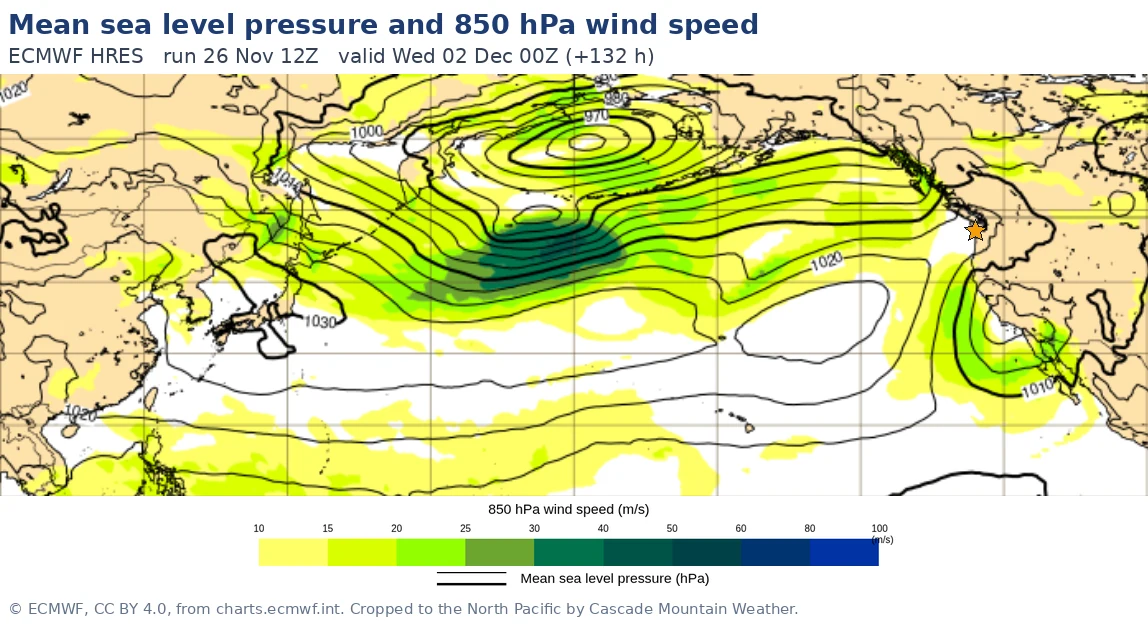 Mean sea level pressure and 850 hPa wind speed
ECMWF HRES run 26 Nov 12Z valid Wed 02 Dec 00Z (+132 h)
1020
980
970
1000
1010
1020
1030
1010
1020
850 hPa wind speed (m/s)
10 15 20 25 30 40 50 60 80 100
(m/s)
Mean sea level pressure (hPa)
© ECMWF, CC BY 4.0, from charts.ecmwf.int. Cropped to the North Pacific by Cascade Mountain Weather.